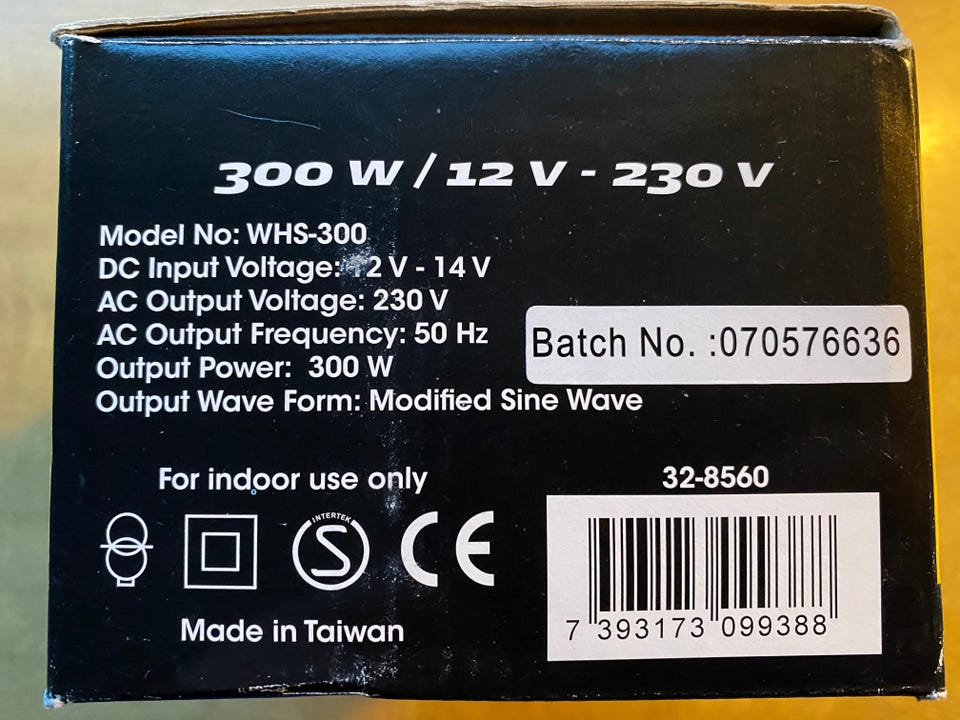 300 W / 12 V - 230 V
Model No: WHS-300
DC Input Voltage: 12 V - 14 V
AC Output Voltage: 230 V
AC Output Frequency: 50 Hz
Output Power: 300 W
Output Wave Form: Modified Sine Wave
Batch No. :070576636
For indoor use only
32-8560
INTERTEK
S
CE
Made in Taiwan
7 393173 099388